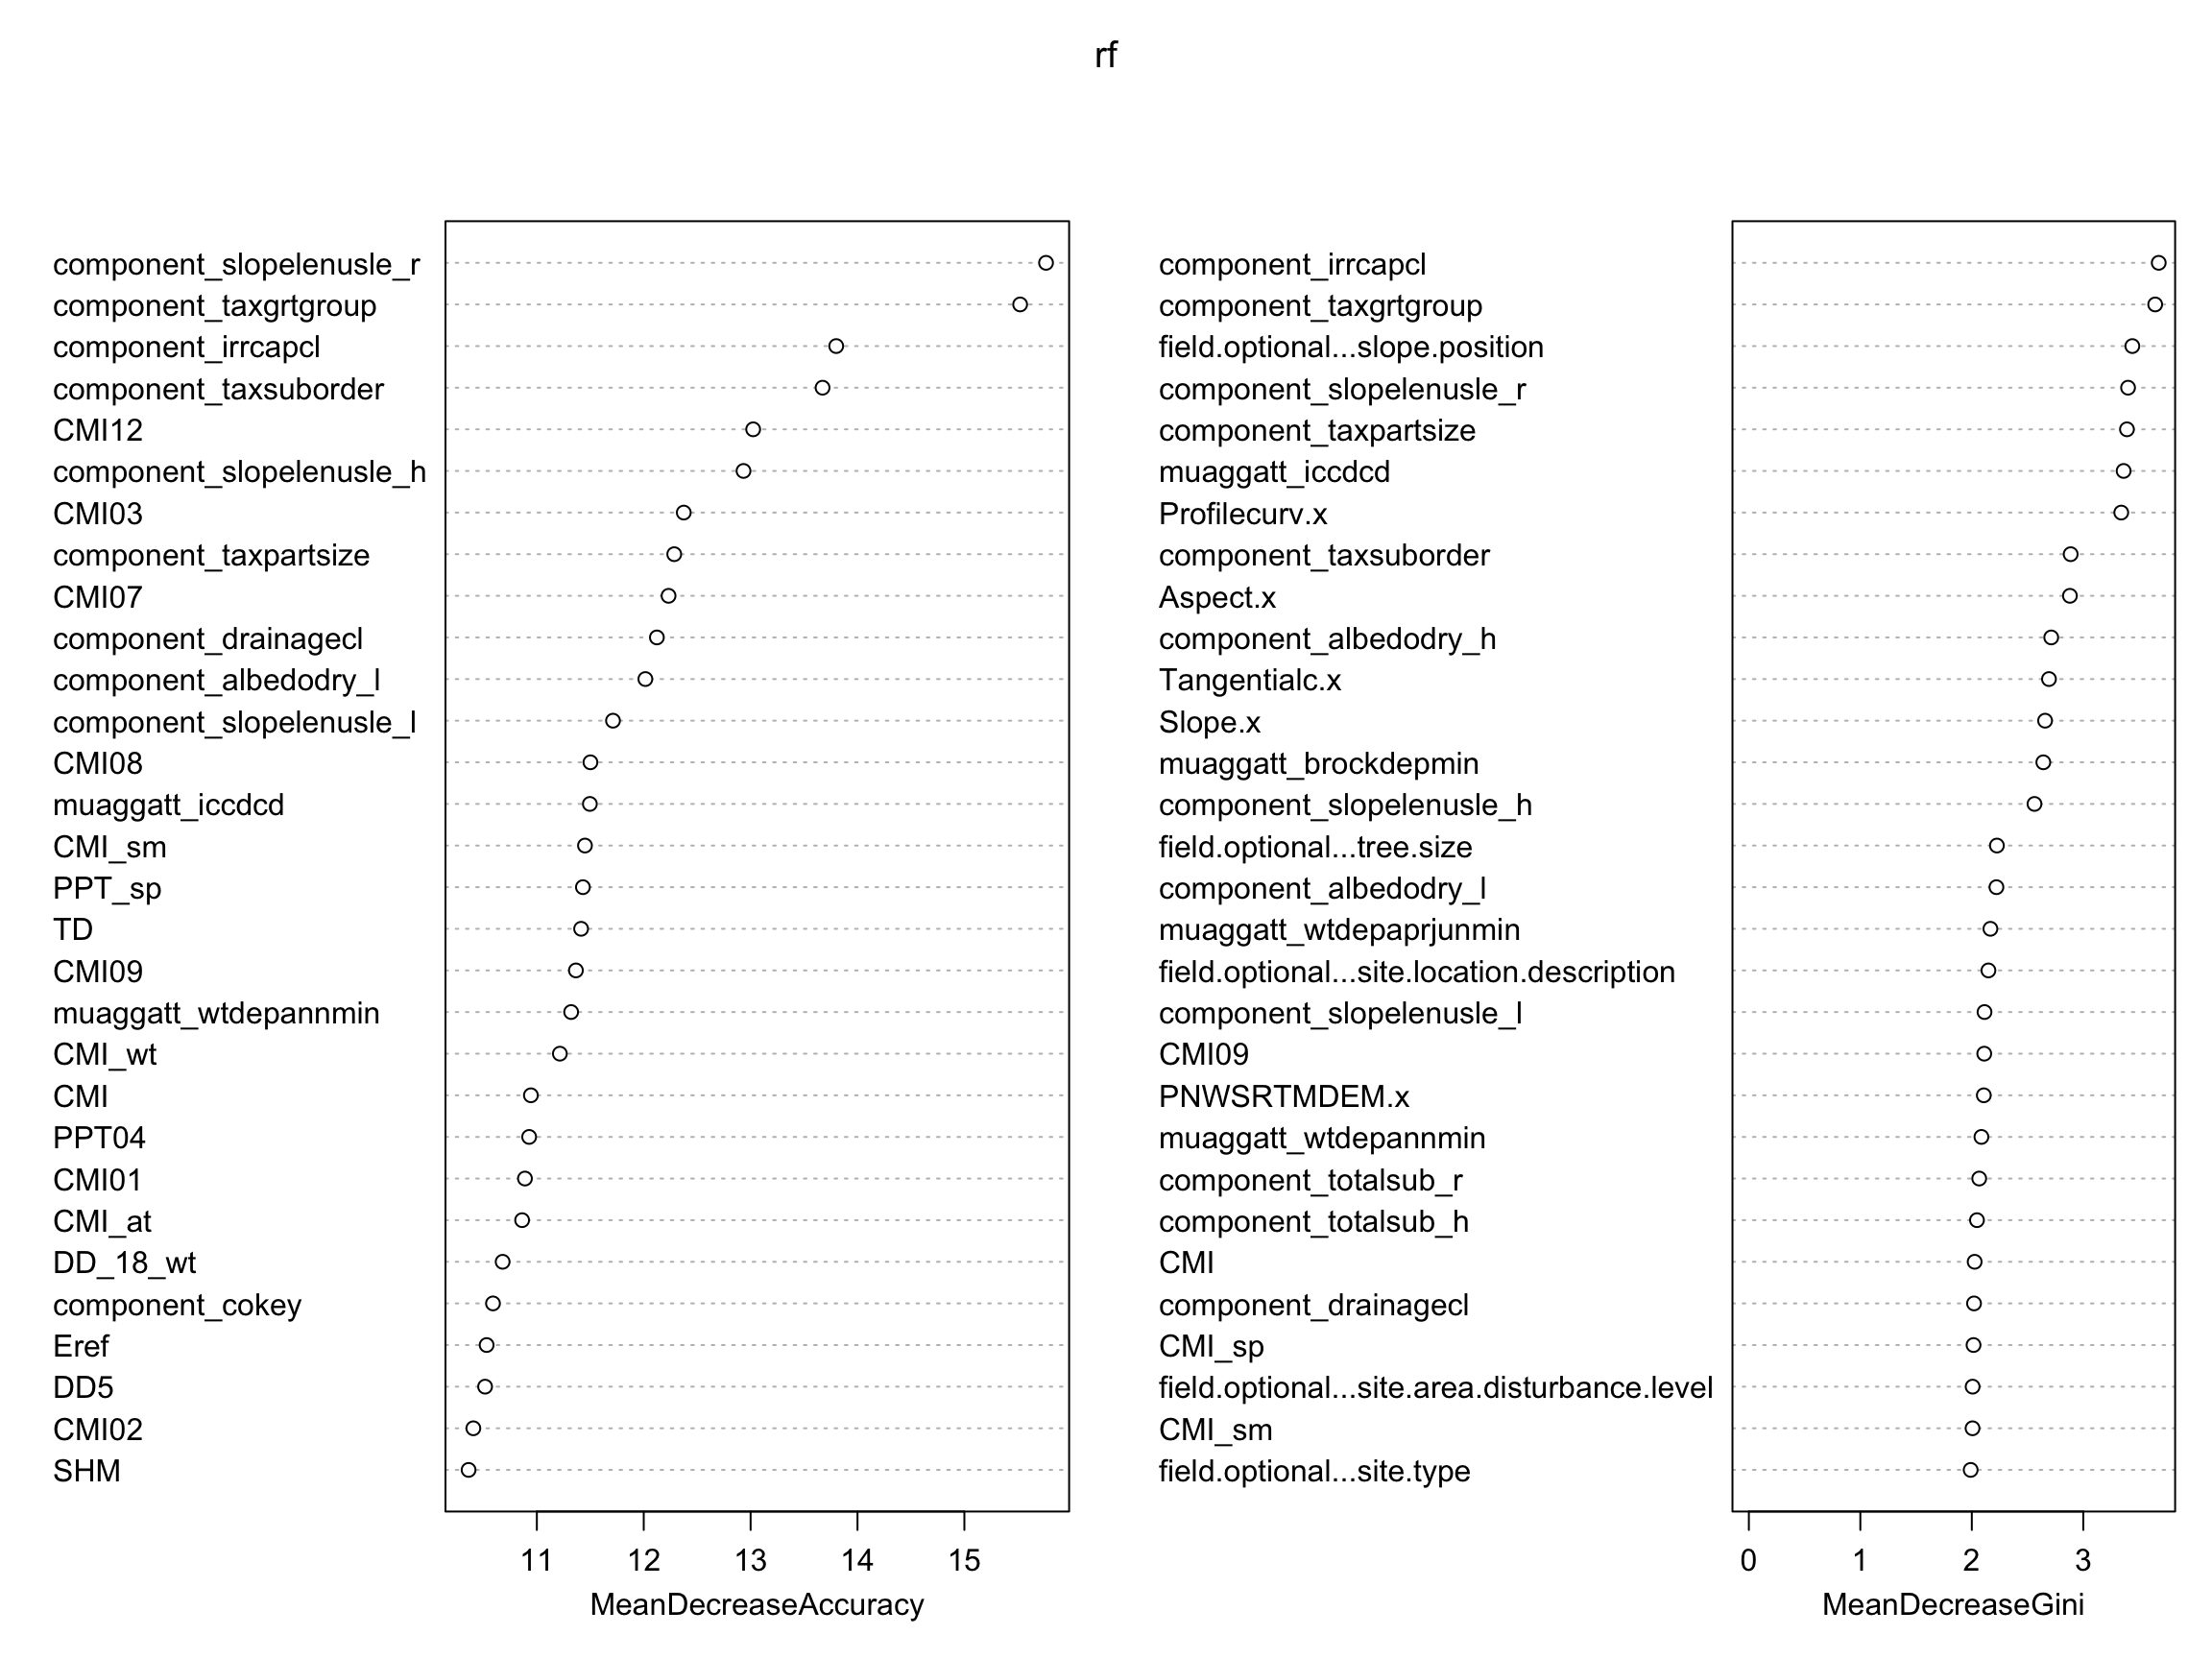 rf
component_slopelenusle_r
component_taxgrtgroup
component_irrcapcl
component_taxsuborder
CMI12
component_slopelenusle_h
CMI03
component_taxpartsize
CMI07
component_drainagecl
component_albedodry_l
component_slopelenusle_l
CMI08
muaggatt_iccdcd
CMI_sm
PPT_sp
TD
CMI09
muaggatt_wtdepannmin
CMI_wt
CMI
PPT04
CMI01
CMI_at
DD_18_wt
component_cokey
Eref
DD5
CMI02
SHM
11 12 13 14 15
MeanDecreaseAccuracy
component_irrcapcl
component_taxgrtgroup
field.optional...slope.position
component_slopelenusle_r
component_taxpartsize
muaggatt_iccdcd
Profilecurv.x
component_taxsuborder
Aspect.x
component_albedodry_h
Tangentialc.x
Slope.x
muaggatt_brockdepmin
component_slopelenusle_h
field.optional...tree.size
component_albedodry_l
muaggatt_wtdepaprjunmin
field.optional...site.location.description
component_slopelenusle_l
CMI09
PNWSRTMDEM.x
muaggatt_wtdepannmin
component_totalsub_r
component_totalsub_h
CMI
component_drainagecl
CMI_sp
field.optional...site.area.disturbance.level
CMI_sm
field.optional...site.type
0 1 2 3
MeanDecreaseGini